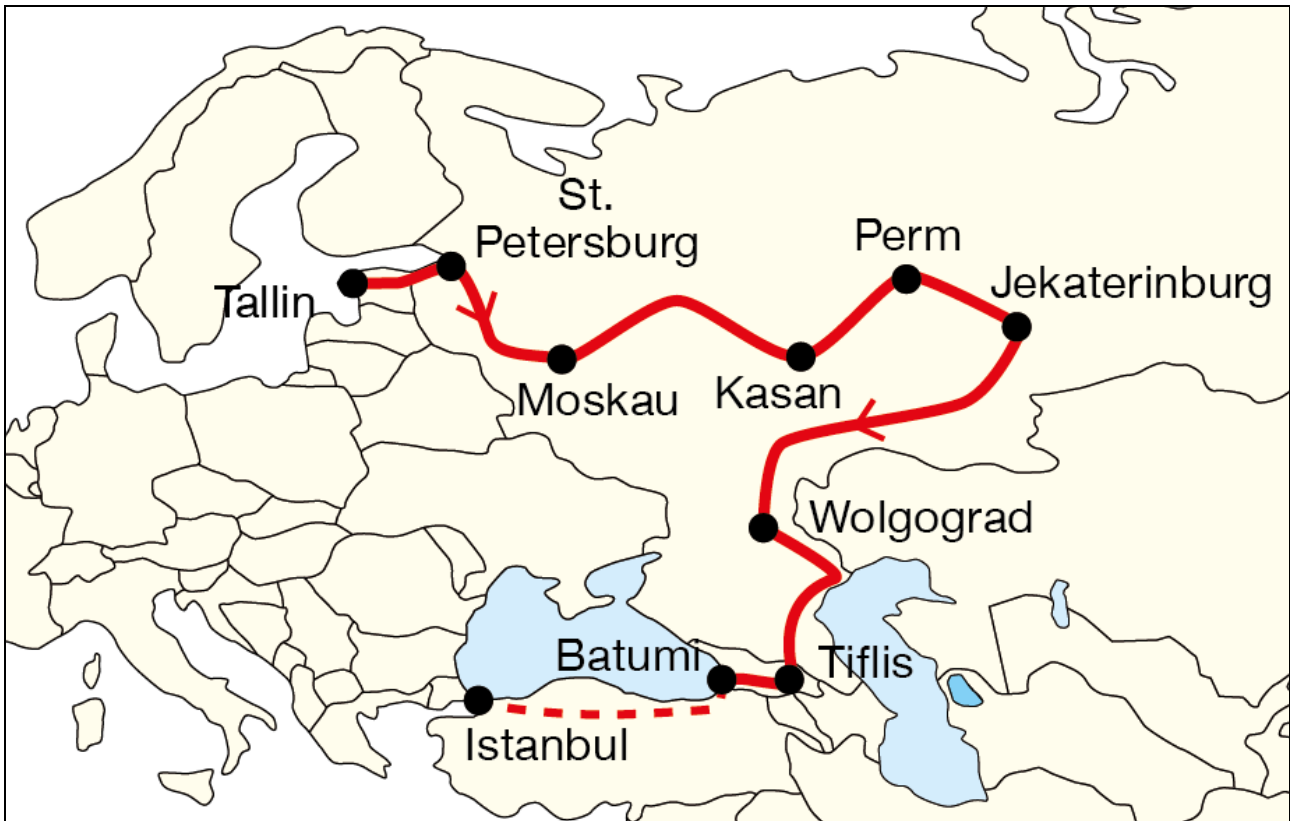 St.
Petersburg
Perm
Jekaterinburg
Tallin
Moskau
Kasan
Wolgograd
Batumi
Tiflis
Istanbul